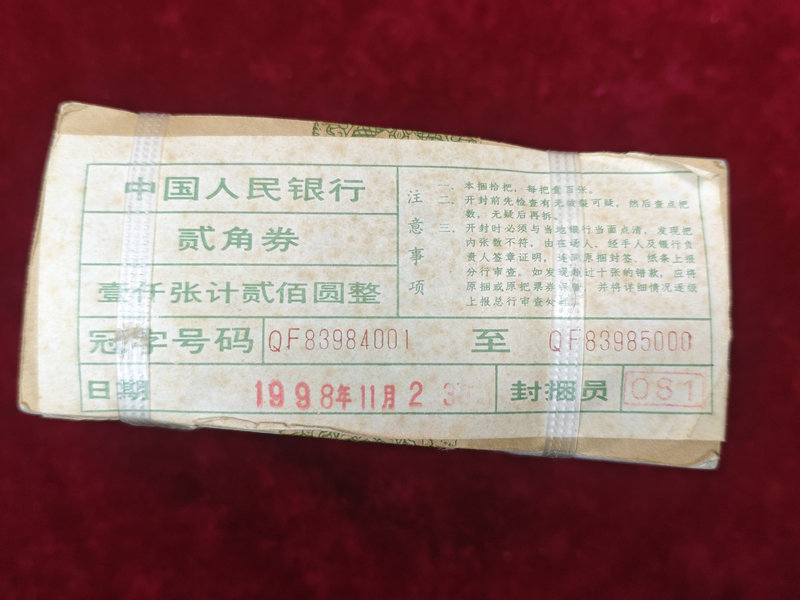 中国人民银行
贰角券
壹仟张计贰佰圆整
注意事项
一、本捆拾把，每把壹百张。
二、开封前先检查有无破裂可疑，然后查点把
数，无疑后再拆。
三、开封时必须与当地银行当面点清，发现把
内张数不符，由在场人、经手人及银行负
责人签章证明，连同原捆封签、纸条上报
分行审查。如发现超过十张的错款，应将
原捆或原把票券保留，并将详细情况逐级
上报总行审查处理。
冠字号码 QF83984001 至 QF83985000
日期 1998年11月2 封捆员 081